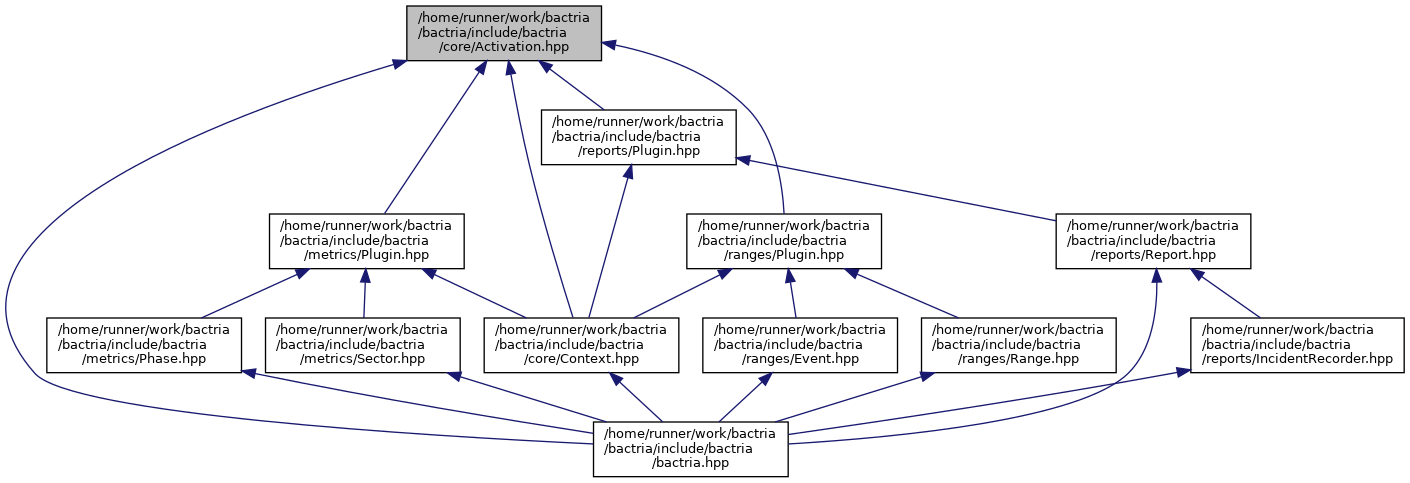 /home/runner/work/bactria
/bactria/include/bactria
/core/Activation.hpp
/home/runner/work/bactria
/bactria/include/bactria
/reports/Plugin.hpp
/home/runner/work/bactria
/bactria/include/bactria
/metrics/Plugin.hpp
/home/runner/work/bactria
/bactria/include/bactria
/ranges/Plugin.hpp
/home/runner/work/bactria
/bactria/include/bactria
/reports/Report.hpp
/home/runner/work/bactria
/bactria/include/bactria
/metrics/Phase.hpp
/home/runner/work/bactria
/bactria/include/bactria
/metrics/Sector.hpp
/home/runner/work/bactria
/bactria/include/bactria
/core/Context.hpp
/home/runner/work/bactria
/bactria/include/bactria
/ranges/Event.hpp
/home/runner/work/bactria
/bactria/include/bactria
/ranges/Range.hpp
/home/runner/work/bactria
/bactria/include/bactria
/reports/IncidentRecorder.hpp
/home/runner/work/bactria
/bactria/include/bactria
/bactria.hpp